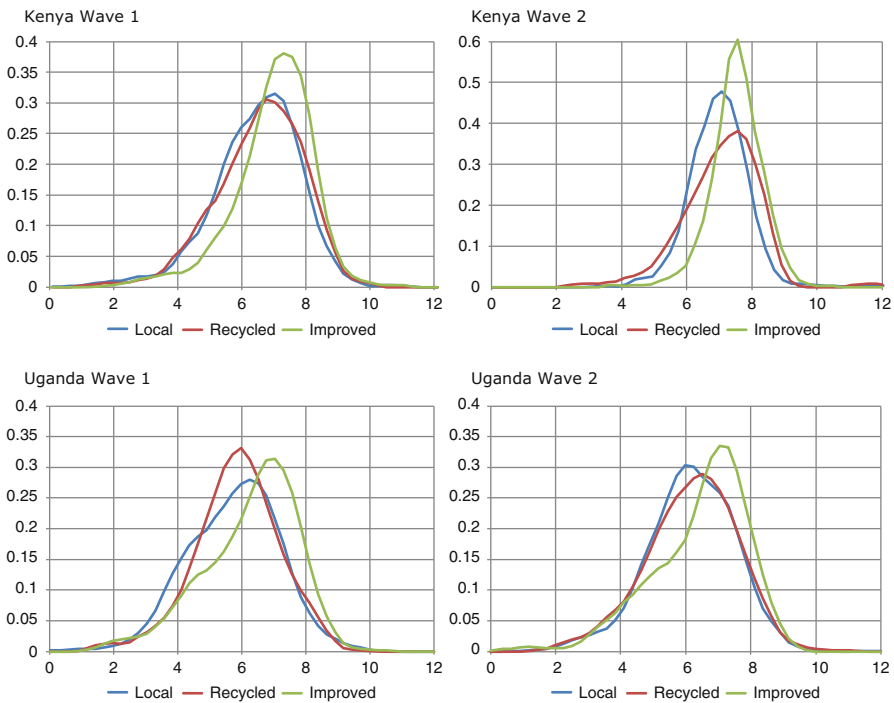 Kenya Wave 1
0.4
0.35
0.3
0.25
0.2
0.15
0.1
0.05
0
0 2 4 6 8 10 12
Local Recycled Improved
Kenya Wave 2
0.6
0.5
0.4
0.3
0.2
0.1
0
0 2 4 6 8 10 12
Local Recycled Improved
Uganda Wave 1
0.4
0.35
0.3
0.25
0.2
0.15
0.1
0.05
0
0 2 4 6 8 10 12
Local Recycled Improved
Uganda Wave 2
0.4
0.35
0.3
0.25
0.2
0.15
0.1
0.05
0
0 2 4 6 8 10 12
Local Recycled Improved